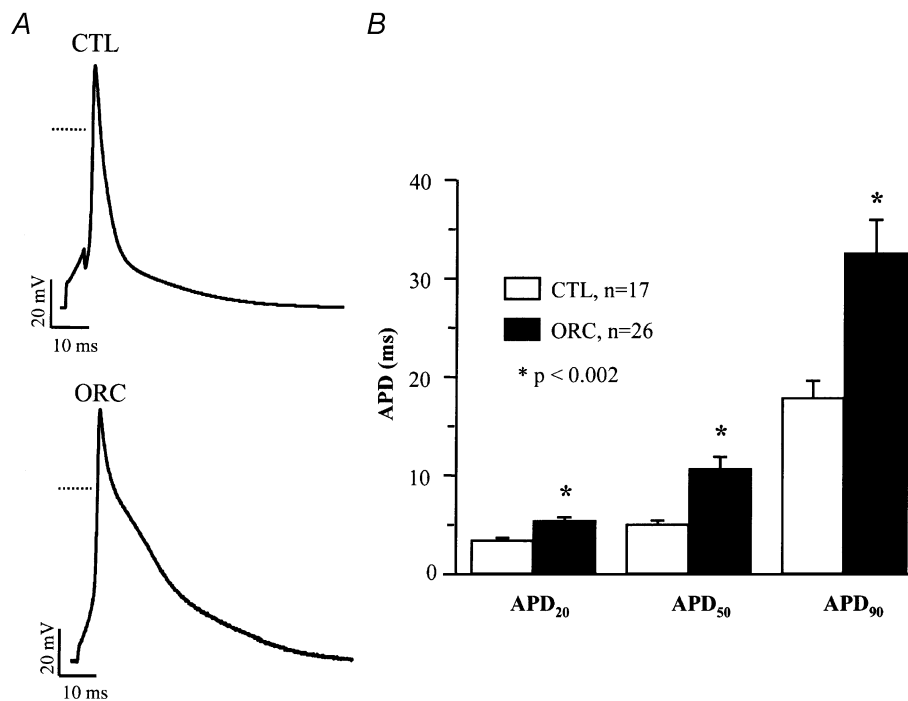 A
CTL
20 mV
10 ms
ORC
20 mV
10 ms
B
APD (ms)
40
30
20
10
0
CTL, n=17
ORC, n=26
* p < 0.002
*
*
*
APD₂₀
APD₅₀
APD₉₀